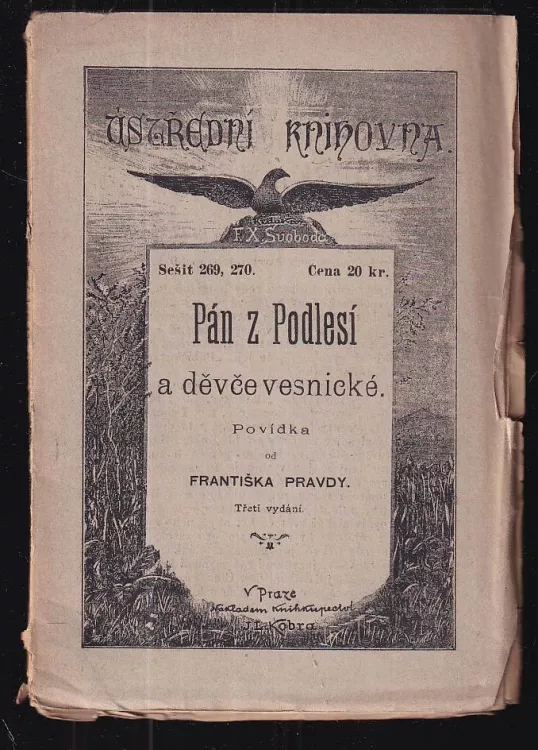 ÚSTŘEDNÍ KNIHOVNA.
F. X. Svoboda
Sešit 269, 270. Cena 20 kr.
Pán z Podlesí
a děvče vesnické.
Povídka
od
FRANTIŠKA PRAVDY.
Třetí vydání.
V Praze
Nákladem knihkupectví
J L Kobra